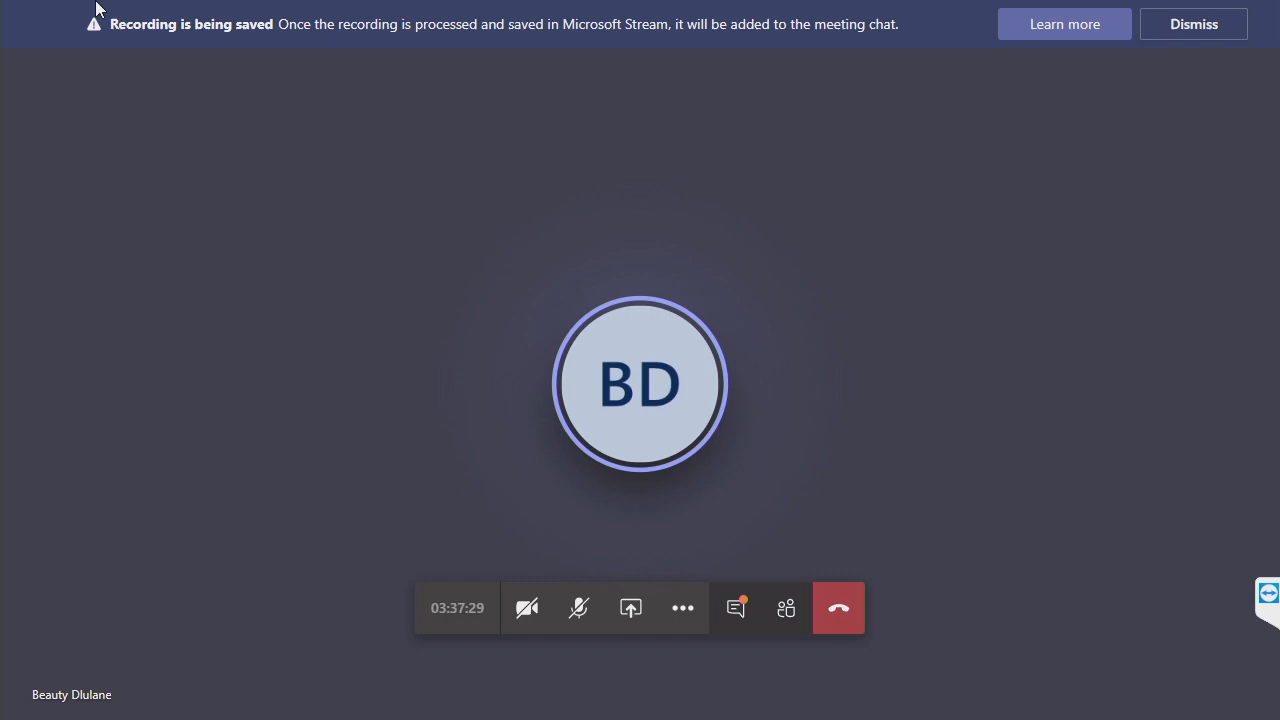 Recording is being saved Once the recording is processed and saved in Microsoft Stream, it will be added to the meeting chat.
Learn more
Dismiss
BD
03:37:29
Beauty Dlulane